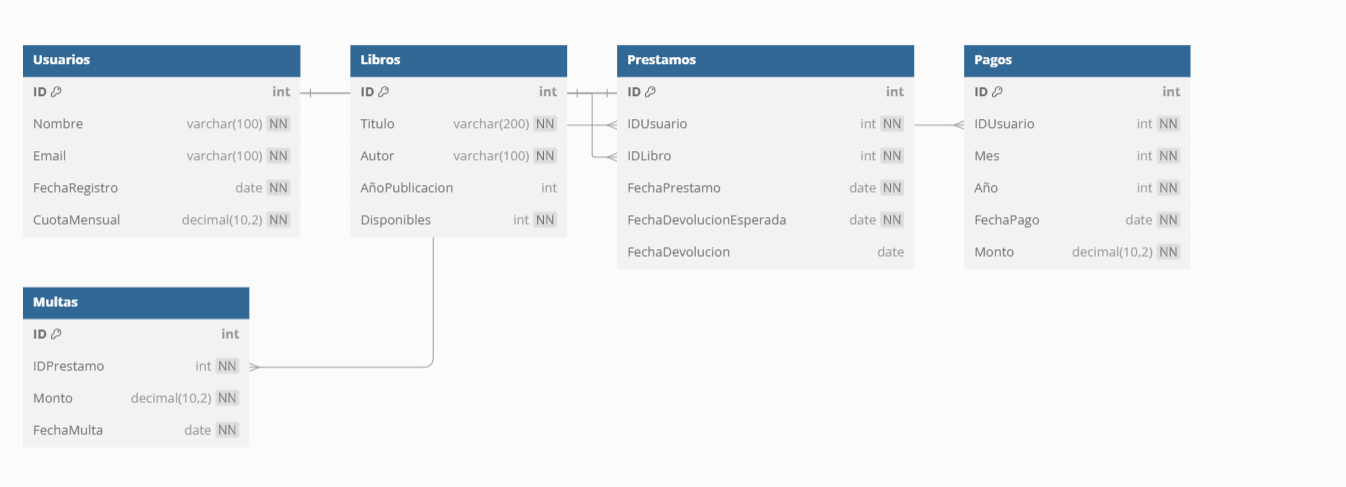 Usuarios
ID int
Nombre varchar(100) NN
Email varchar(100) NN
FechaRegistro date NN
CuotaMensual decimal(10,2) NN
Libros
ID int
Titulo varchar(200) NN
Autor varchar(100) NN
AñoPublicacion int
Disponibles int NN
Prestamos
ID int
IDUsuario int NN
IDLibro int NN
FechaPrestamo date NN
FechaDevolucionEsperada date NN
FechaDevolucion date
Pagos
ID int
IDUsuario int NN
Mes int NN
Año int NN
FechaPago date NN
Monto decimal(10,2) NN
Multas
ID int
IDPrestamo int NN
Monto decimal(10,2) NN
FechaMulta date NN